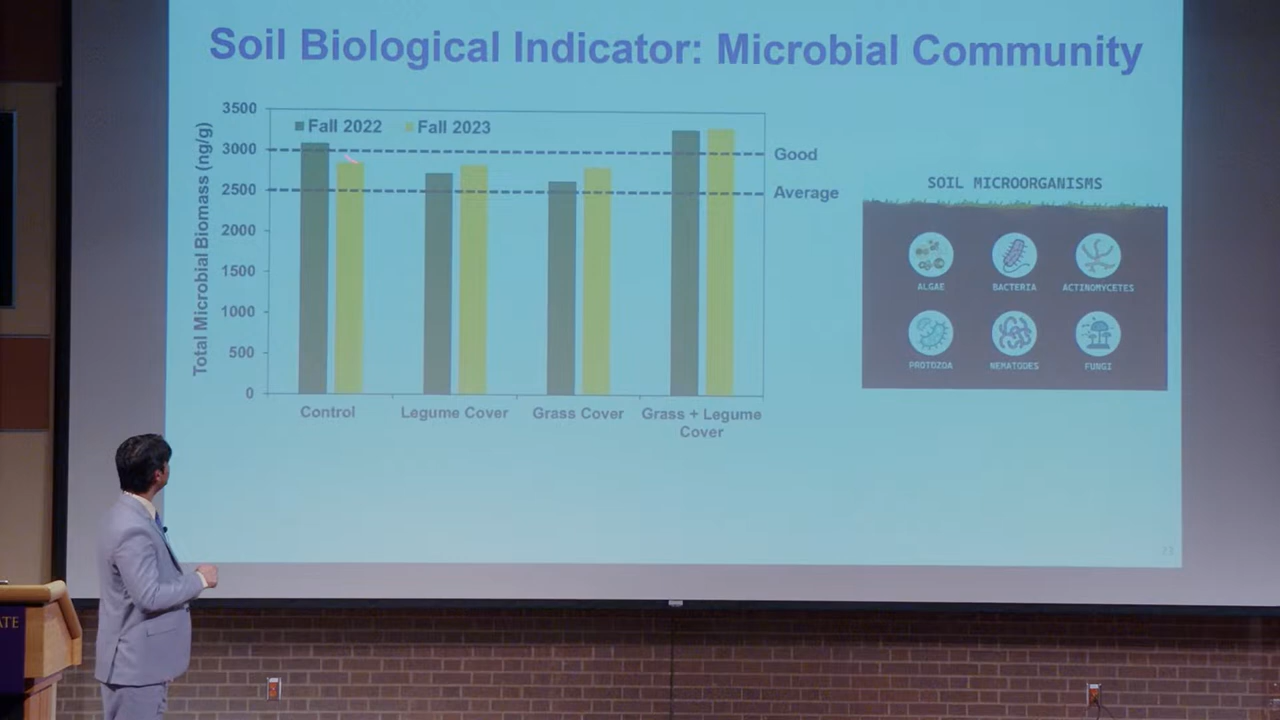 Soil Biological Indicator: Microbial Community
Total Microbial Biomass (ng/g)
3500
3000
2500
2000
1500
1000
500
0
Fall 2022
Fall 2023
Good
Average
Control
Legume Cover
Grass Cover
Grass + Legume
Cover
SOIL MICROORGANISMS
ALGAE
BACTERIA
ACTINOMYCETES
PROTOZOA
NEMATODES
FUNGI
ATE